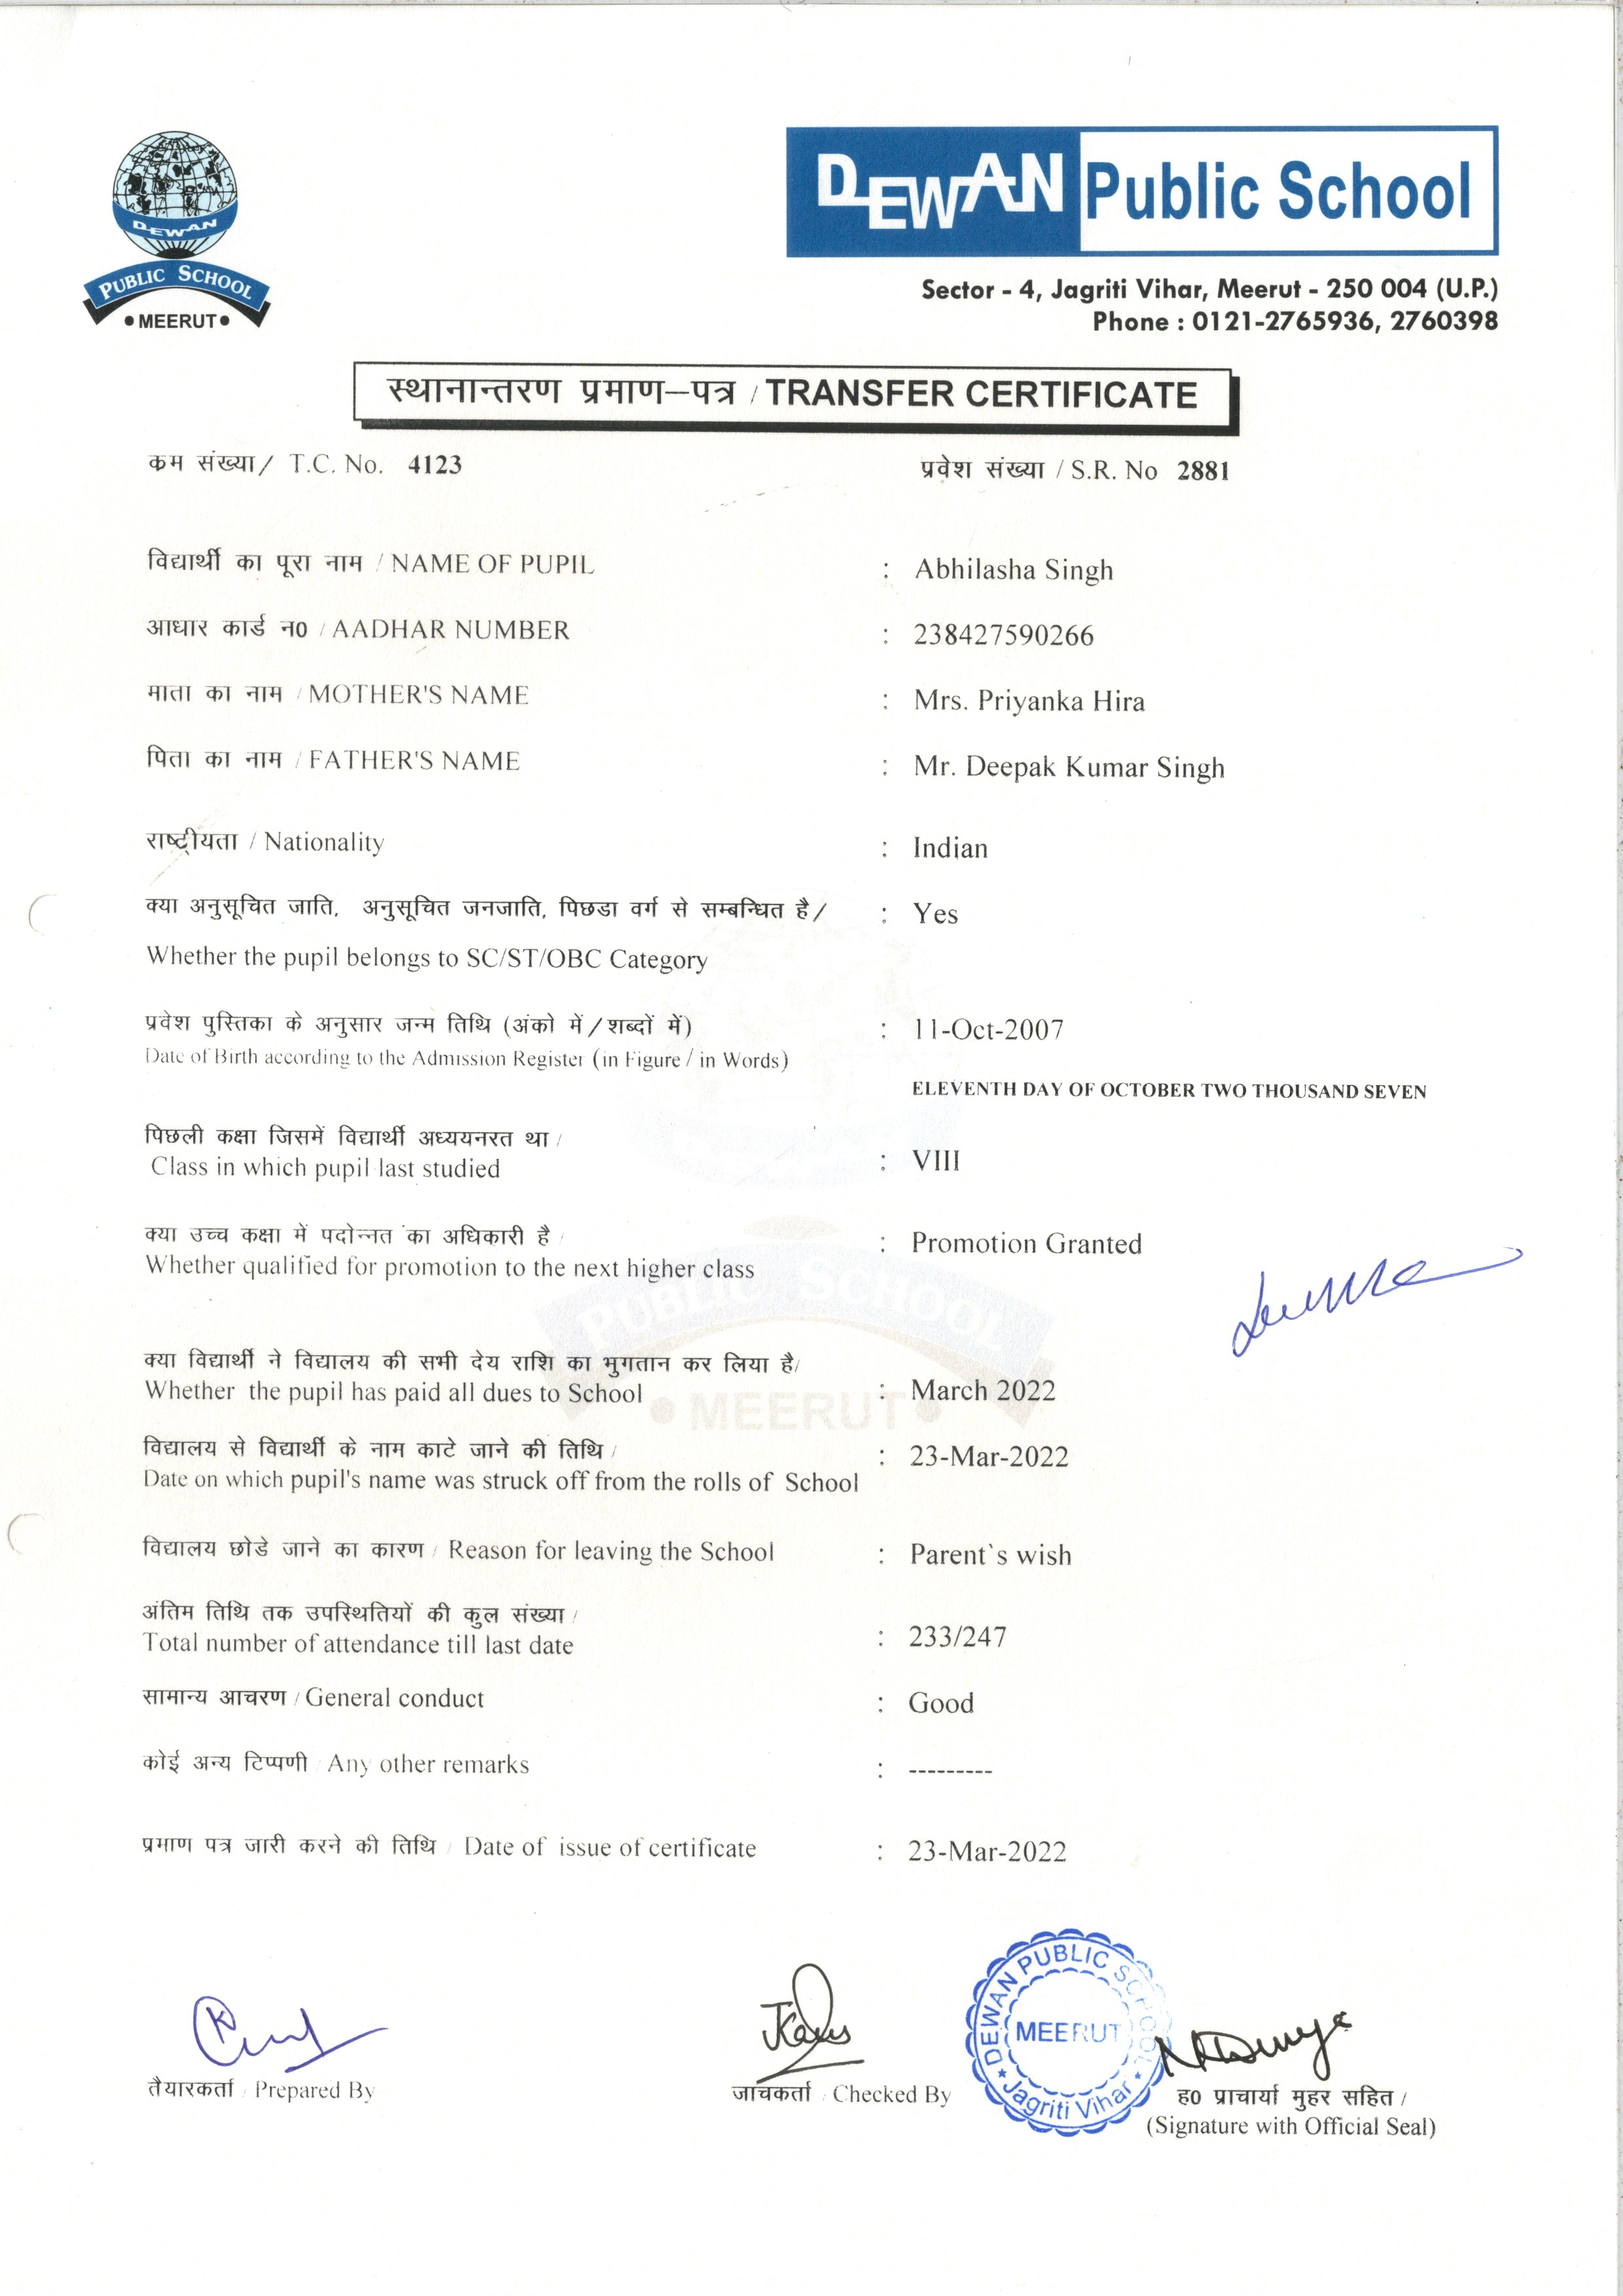 DEWAN
PUBLIC SCHOOL
• MEERUT •
DEWAN Public School
Sector - 4, Jagriti Vihar, Meerut - 250 004 (U.P.)
Phone : 0121-2765936, 2760398
स्थानान्तरण प्रमाण–पत्र / TRANSFER CERTIFICATE
कम संख्या/ T.C. No. 4123
प्रवेश संख्या / S.R. No 2881
विद्यार्थी का पूरा नाम / NAME OF PUPIL : Abhilasha Singh
आधार कार्ड न0 / AADHAR NUMBER : 238427590266
माता का नाम / MOTHER'S NAME : Mrs. Priyanka Hira
पिता का नाम / FATHER'S NAME : Mr. Deepak Kumar Singh
राष्ट्रीयता / Nationality : Indian
क्या अनुसूचित जाति, अनुसूचित जनजाति, पिछडा वर्ग से सम्बन्धित है/ : Yes
Whether the pupil belongs to SC/ST/OBC Category
प्रवेश पुस्तिका के अनुसार जन्म तिथि (अंको में/शब्दों में) : 11-Oct-2007
Date of Birth according to the Admission Register (in Figure / in Words)
ELEVENTH DAY OF OCTOBER TWO THOUSAND SEVEN
पिछली कक्षा जिसमें विद्यार्थी अध्ययनरत था /
Class in which pupil last studied : VIII
क्या उच्च कक्षा में पदोन्नत का अधिकारी है / : Promotion Granted
Whether qualified for promotion to the next higher class
PUBLIC SCHOOL
क्या विद्यार्थी ने विद्यालय की सभी देय राशि का भुगतान कर लिया है/
Whether the pupil has paid all dues to School : March 2022
• MEERUT •
विद्यालय से विद्यार्थी के नाम काटे जाने की तिथि / : 23-Mar-2022
Date on which pupil's name was struck off from the rolls of School
विद्यालय छोडे जाने का कारण / Reason for leaving the School : Parent`s wish
अंतिम तिथि तक उपस्थितियों की कुल संख्या /
Total number of attendance till last date : 233/247
सामान्य आचरण / General conduct : Good
कोई अन्य टिप्पणी / Any other remarks : ---------
प्रमाण पत्र जारी करने की तिथि / Date of issue of certificate : 23-Mar-2022
DEWAN PUBLIC SCHOOL
MEERUT
* Jagriti Vihar *
तैयारकर्ता / Prepared By
जाचकर्ता / Checked By
ह0 प्राचार्या मुहर सहित /
(Signature with Official Seal)